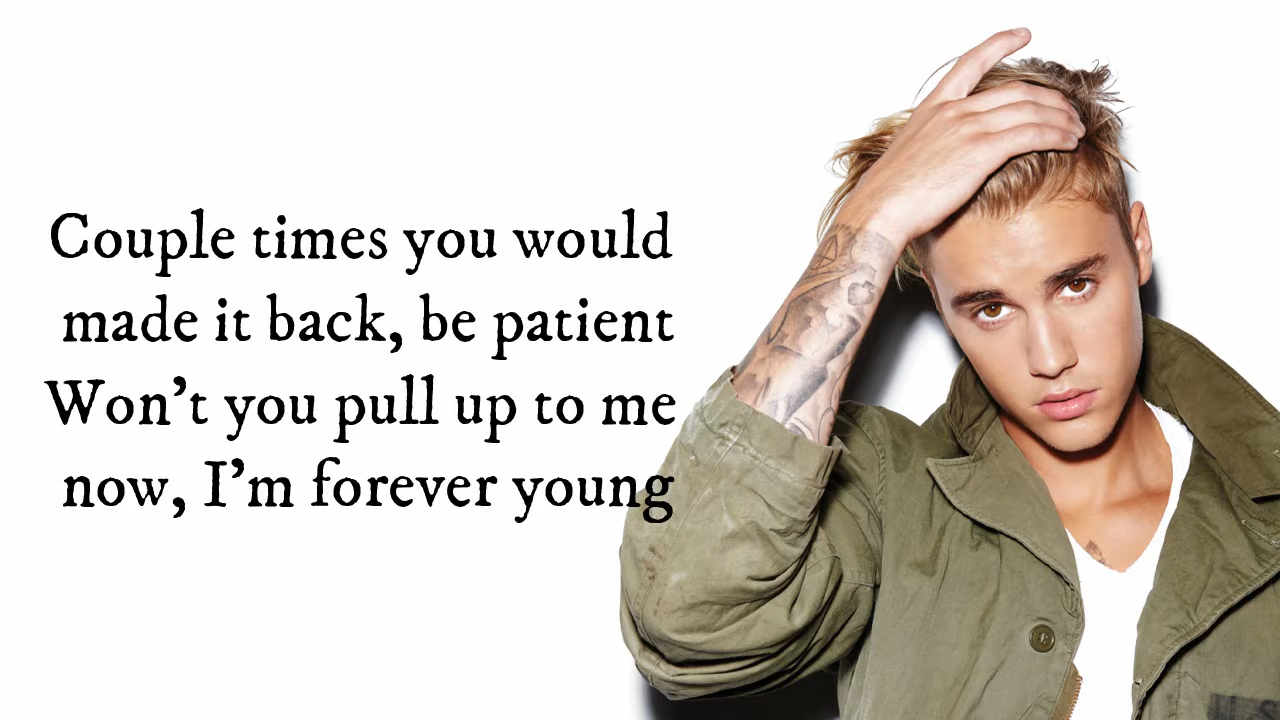 Couple times you would
made it back, be patient
Won't you pull up to me
now, I'm forever young